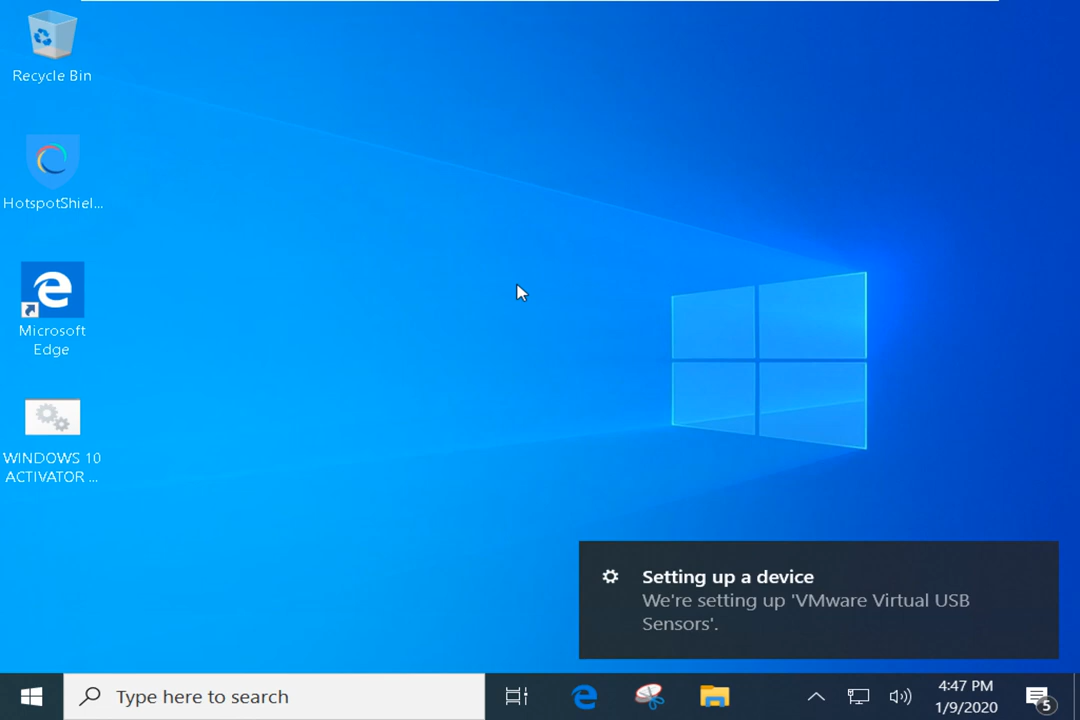 Recycle Bin
HotspotShiel...
Microsoft
Edge
WINDOWS 10
ACTIVATOR ...
Setting up a device
We're setting up 'VMware Virtual USB
Sensors'.
Type here to search
4:47 PM
1/9/2020
5